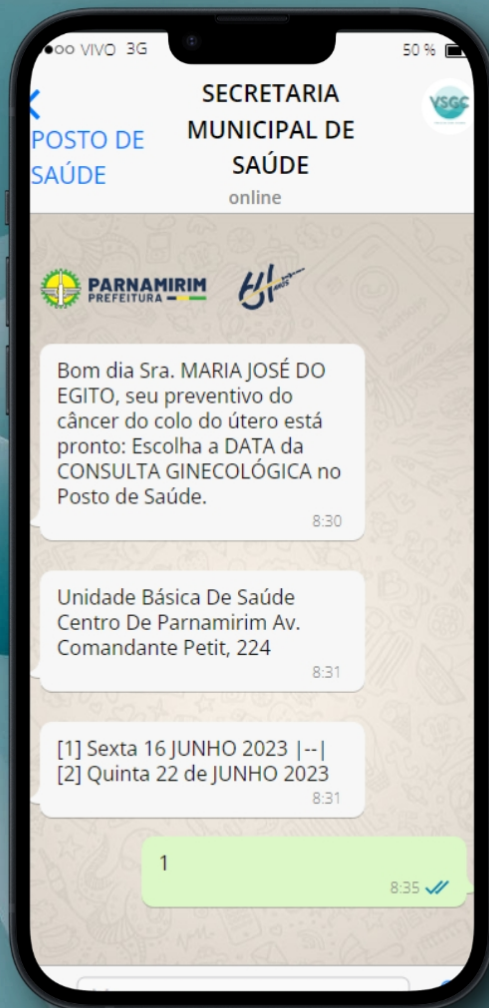 VIVO 3G
50 %
SECRETARIA
MUNICIPAL DE
SAÚDE
online
POSTO DE
SAÚDE
VSGC
PARNAMIRIM
PREFEITURA
ANOS
Bom dia Sra. MARIA JOSÉ DO
EGITO, seu preventivo do
câncer do colo do útero está
pronto: Escolha a DATA da
CONSULTA GINECOLÓGICA no
Posto de Saúde.
8:30
Unidade Básica De Saúde
Centro De Parnamirim Av.
Comandante Petit, 224
8:31
[1] Sexta 16 JUNHO 2023 |--|
[2] Quinta 22 de JUNHO 2023
8:31
1
8:35